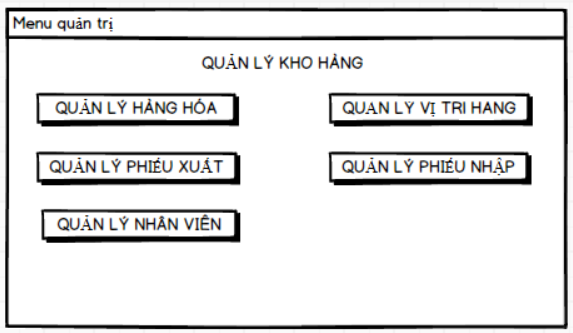 Menu quản trị
QUẢN LÝ KHO HÀNG
QUẢN LÝ HÀNG HÓA
QUẢN LÝ VỊ TRI HANG
QUẢN LÝ PHIẾU XUẤT
QUẢN LÝ PHIẾU NHẬP
QUẢN LÝ NHÂN VIÊN